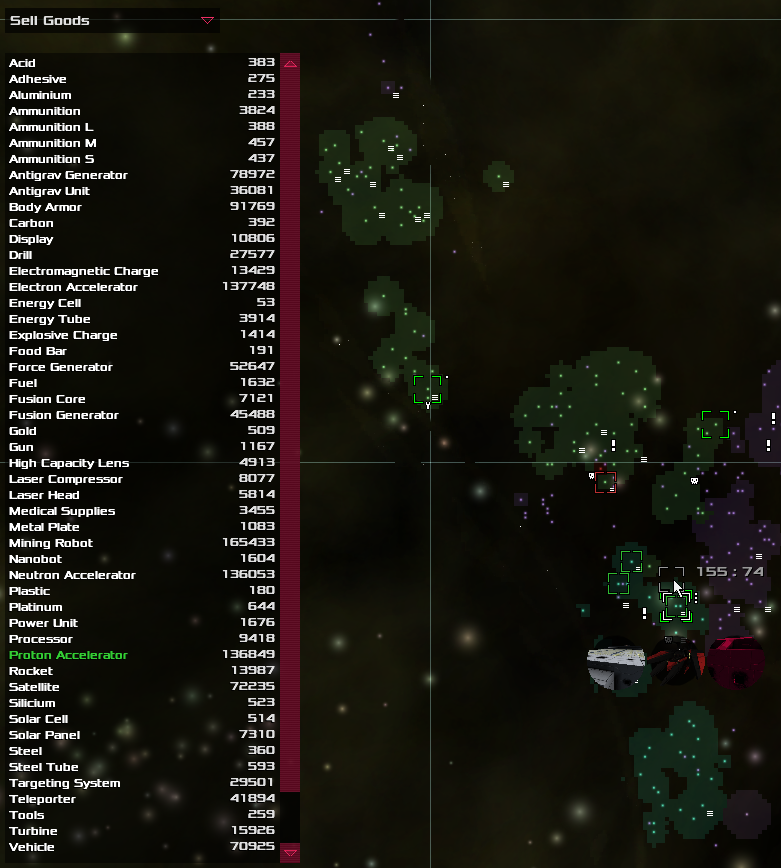 Sell Goods
Acid 383
Adhesive 275
Aluminium 233
Ammunition 3824
Ammunition L 388
Ammunition M 457
Ammunition S 437
Antigrav Generator 78972
Antigrav Unit 36081
Body Armor 91769
Carbon 392
Display 10806
Drill 27577
Electromagnetic Charge 13429
Electron Accelerator 137748
Energy Cell 53
Energy Tube 3914
Explosive Charge 1414
Food Bar 191
Force Generator 52647
Fuel 1632
Fusion Core 7121
Fusion Generator 45488
Gold 509
Gun 1167
High Capacity Lens 4913
Laser Compressor 8077
Laser Head 5814
Medical Supplies 3455
Metal Plate 1083
Mining Robot 165433
Nanobot 1604
Neutron Accelerator 136053
Plastic 180
Platinum 644
Power Unit 1676
Processor 9418
Proton Accelerator 136849
Rocket 13987
Satellite 72235
Silicium 523
Solar Cell 514
Solar Panel 7310
Steel 360
Steel Tube 593
Targeting System 29501
Teleporter 41894
Tools 259
Turbine 15926
Vehicle 70925
155 : 74